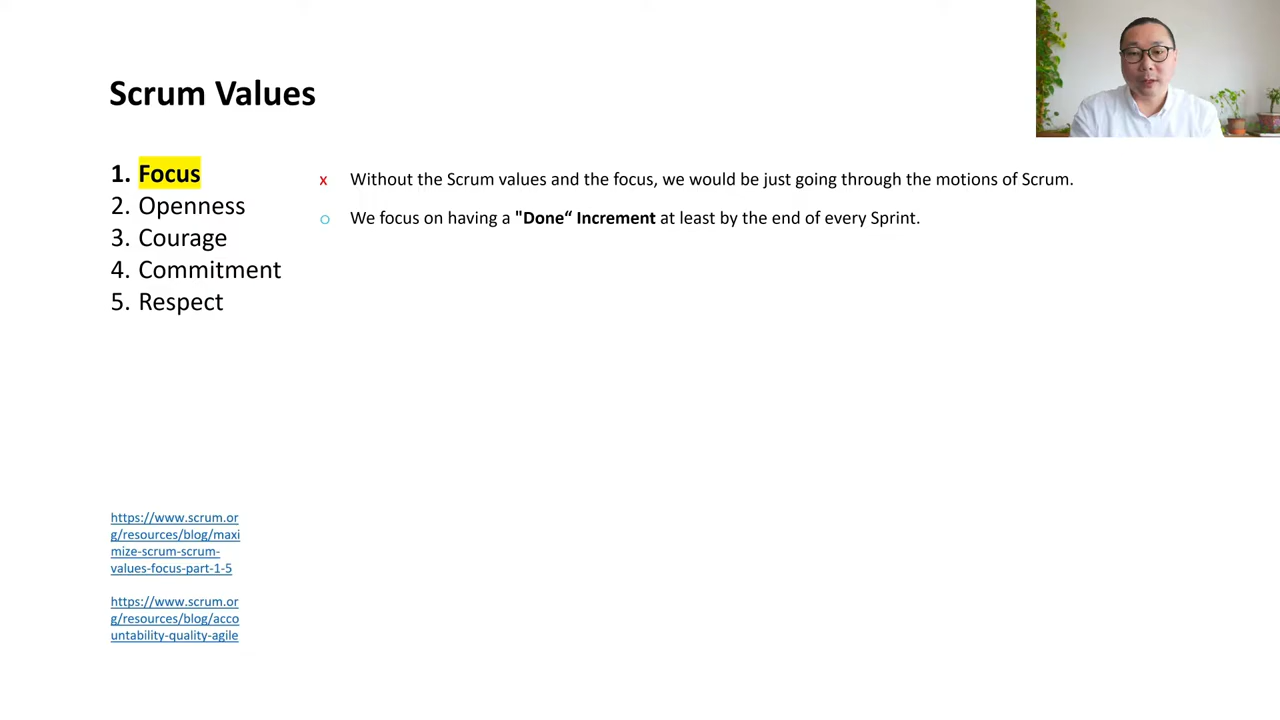 Scrum Values
1. Focus
2. Openness
3. Courage
4. Commitment
5. Respect
x Without the Scrum values and the focus, we would be just going through the motions of Scrum.
o We focus on having a "Done“ Increment at least by the end of every Sprint.
https://www.scrum.or
g/resources/blog/maxi
mize-scrum-scrum-
values-focus-part-1-5
https://www.scrum.or
g/resources/blog/acco
untability-quality-agile